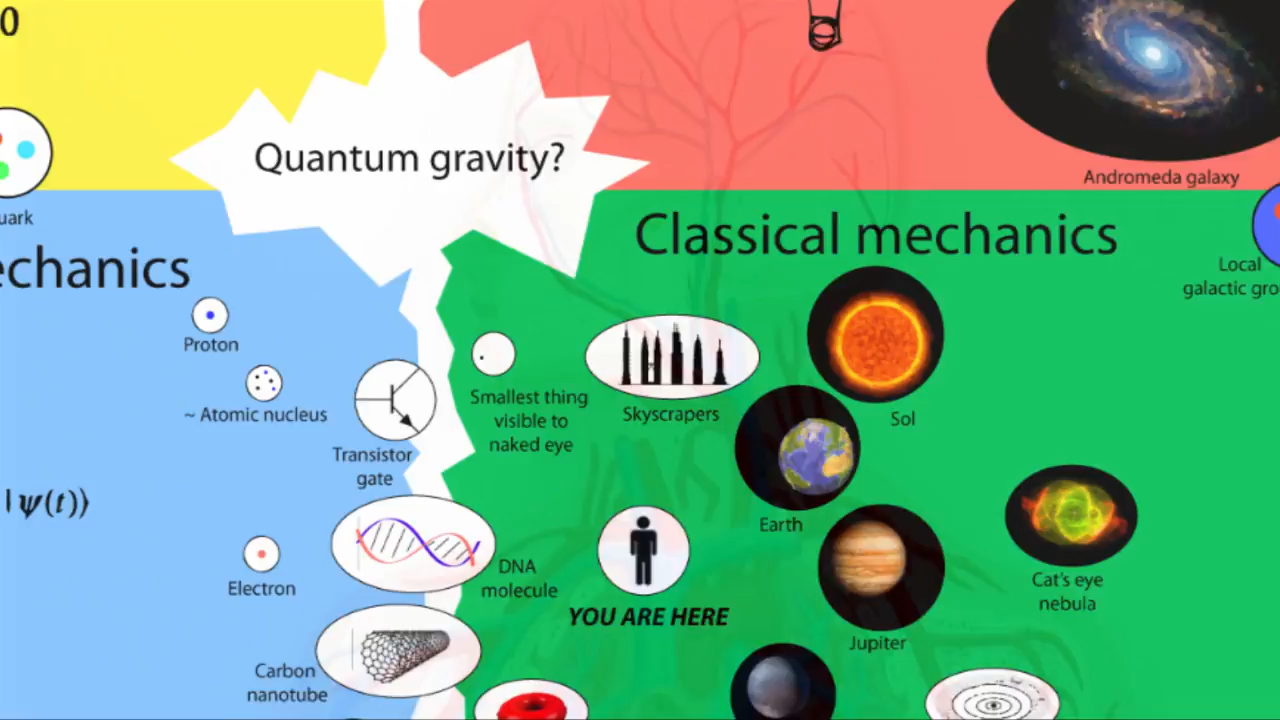 0
Quantum gravity?
Andromeda galaxy
uark
echanics
Classical mechanics
Local
galactic gro
Proton
~ Atomic nucleus
Transistor
gate
Smallest thing
visible to
naked eye
Skyscrapers
Sol
Earth
| ψ(t)⟩
Electron
DNA
molecule
YOU ARE HERE
Jupiter
Cat's eye
nebula
Carbon
nanotube